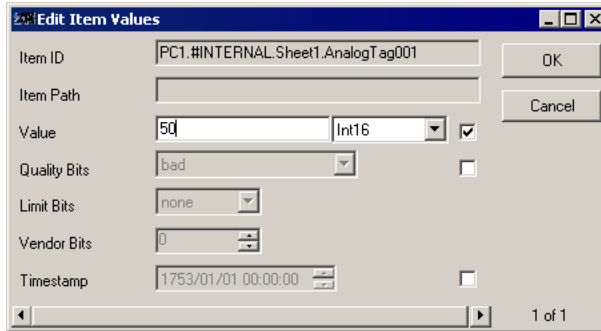 Edit Item Values
Item ID PC1.#INTERNAL.Sheet1.AnalogTag001 OK
Item Path Cancel
Value 50 Int16
Quality Bits bad
Limit Bits none
Vendor Bits 0
Timestamp 1753/01/01 00:00:00
1 of 1